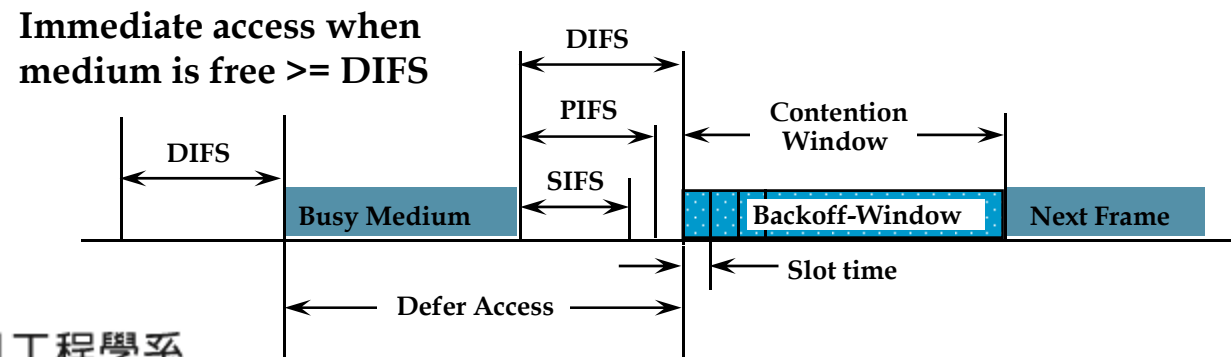 Immediate access when
medium is free >= DIFS
DIFS
PIFS
SIFS
DIFS
Contention
Window
Busy Medium
Backoff-Window
Next Frame
Slot time
Defer Access
工程學系